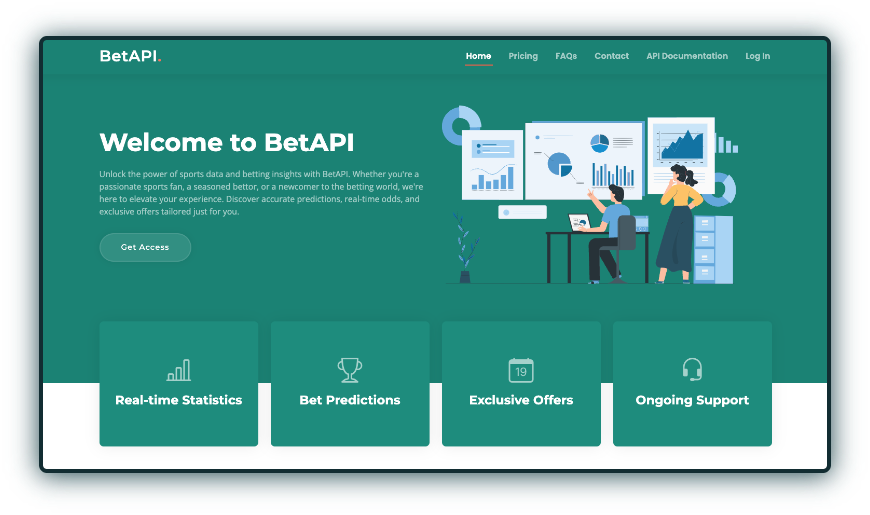 BetAPI.
Home Pricing FAQs Contact API Documentation Log In
Welcome to BetAPI
Unlock the power of sports data and betting insights with BetAPI. Whether you're a
passionate sports fan, a seasoned bettor, or a newcomer to the betting world, we're
here to elevate your experience. Discover accurate predictions, real-time odds, and
exclusive offers tailored just for you.
Get Access
19
Real-time Statistics
Bet Predictions
Exclusive Offers
Ongoing Support